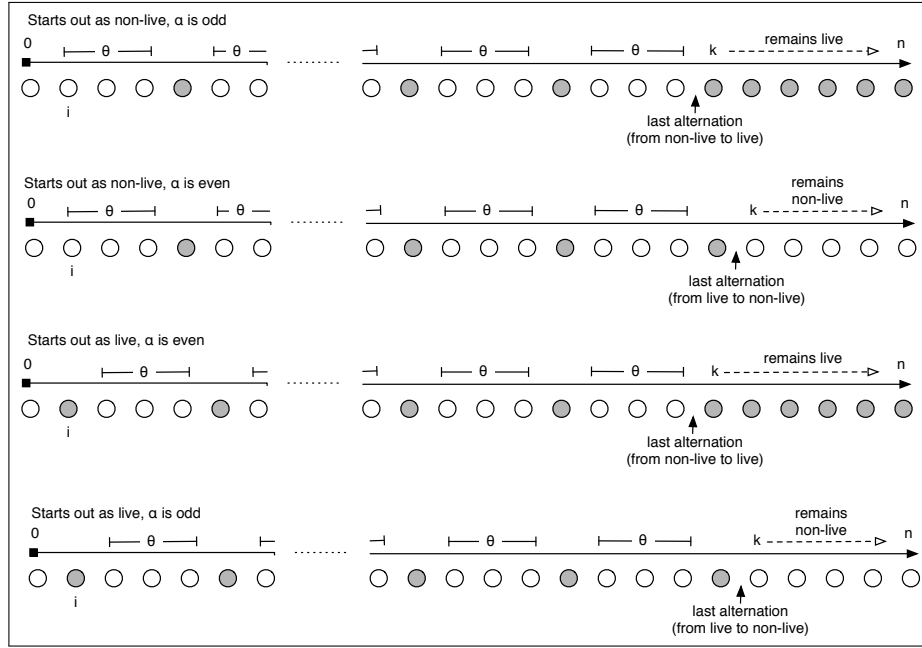 Starts out as non-live, α is odd
0 θ θ ........ θ θ k remains live n
i
last alternation
(from non-live to live)
Starts out as non-live, α is even
remains
non-live
0 θ θ ........ θ θ k n
i
last alternation
(from live to non-live)
Starts out as live, α is even
0 θ ........ θ θ k remains live n
i
last alternation
(from non-live to live)
Starts out as live, α is odd
remains
non-live
0 θ ........ θ θ k n
i
last alternation
(from live to non-live)